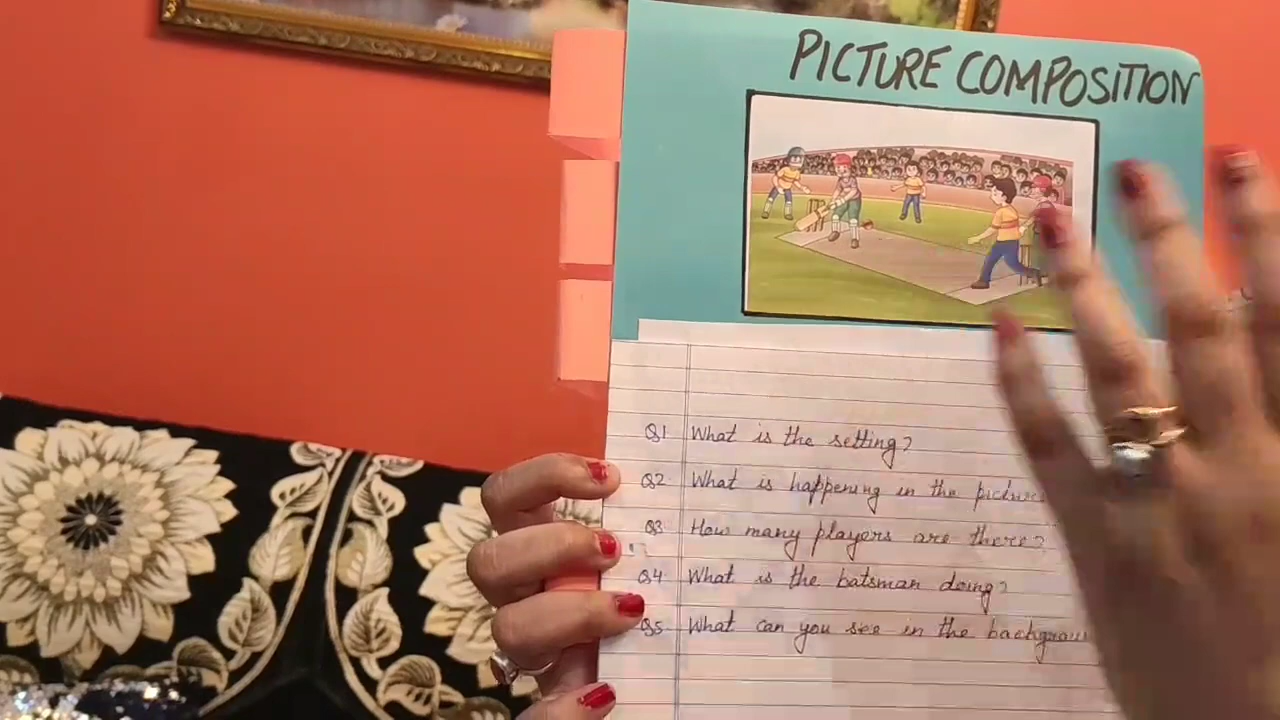 PICTURE COMPOSITION
Q1 What is the setting?
Q2 What is happening in the picture
Q3 How many players are there?
Q4 What is the batsman doing?
Q5 What can you see in the